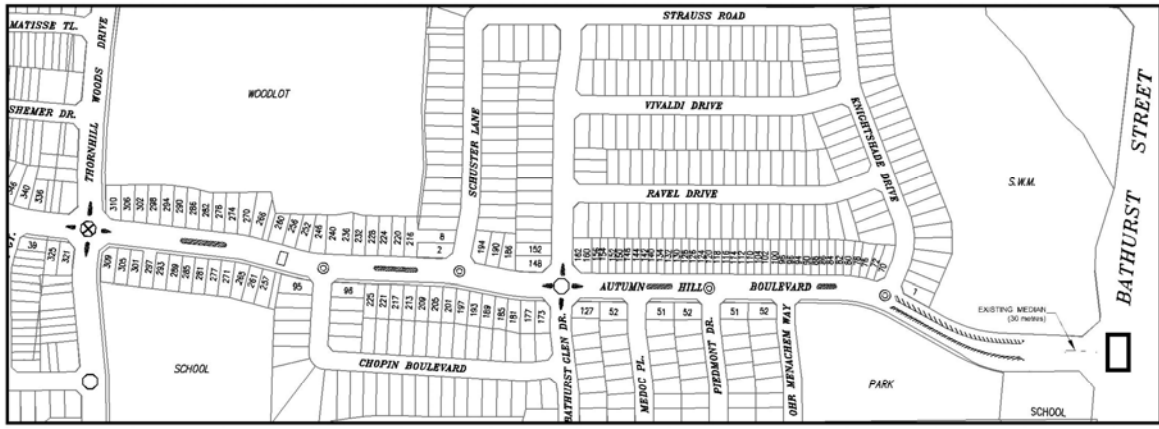 STRAUSS ROAD
MATISSE TL.
WOODS DRIVE
THORNHILL
SHEMER DR.
WOODLOT
SCHUSTER LANE
VIVALDI DRIVE
KNIGHTSHADE DRIVE
RAVEL DRIVE
S.W.M.
BATHURST STREET
340
336
310 306 302 298 294 290 286 282 278 274 270 266 260 256 252 246 240 236 232 228 224 220 216
8
2
194 190 186
152
148
39 325 321
309 305 301 297 293 289 285 281 277 271 265 261 257
95
96
225 221 217 213 209 205 201 197 193 189 185 181 177 173
AUTUMN HILL BOULEVARD
7
127 52 51 52 51 52
EXISTING MEDIAN
(30 metres)
CHOPIN BOULEVARD
BATHURST GLEN DR.
MEDOC PL.
PIEDMONT DR.
OHR MENACHEM WAY
SCHOOL
PARK
SCHOOL